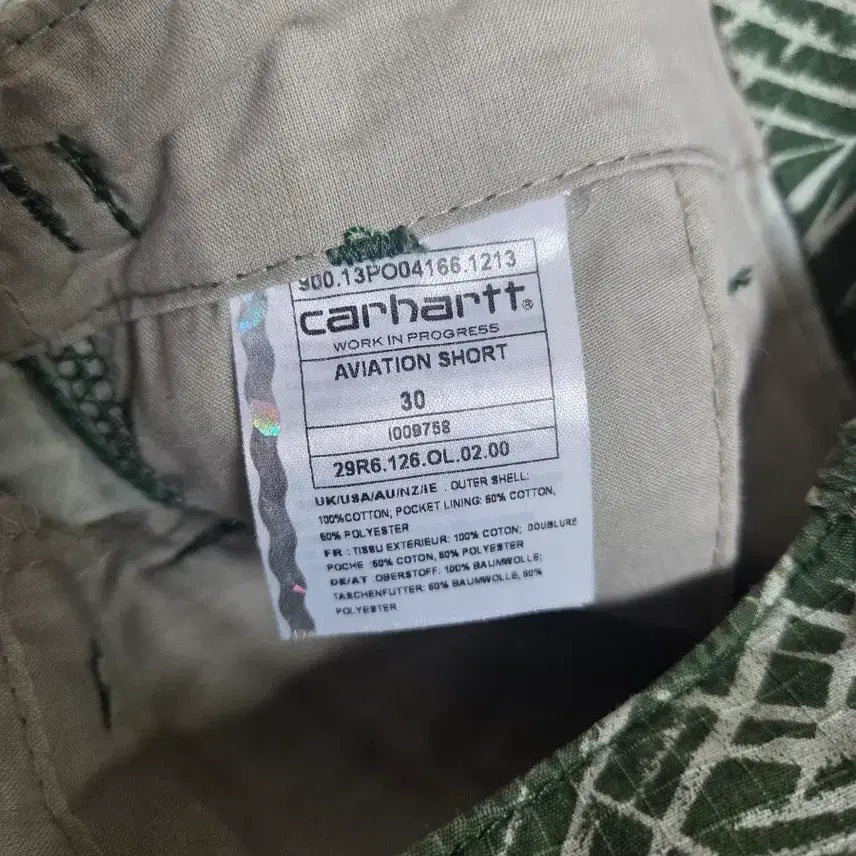 900.13PO04166.1213
carhartt®
WORK IN PROGRESS
AVIATION SHORT
30
I009758
29R6.126.OL.02.00
UK/USA/AU/NZ/IE : OUTER SHELL:
100%COTTON; POCKET LINING: 50% COTTON,
50% POLYESTER
FR : TISSU EXTERIEUR: 100% COTON; DOUBLURE
POCHE :50% COTON, 50% POLYESTER
DE/AT :OBERSTOFF: 100% BAUMWOLLE;
TASCHENFUTTER: 50% BAUMWOLLE, 50%
POLYESTER